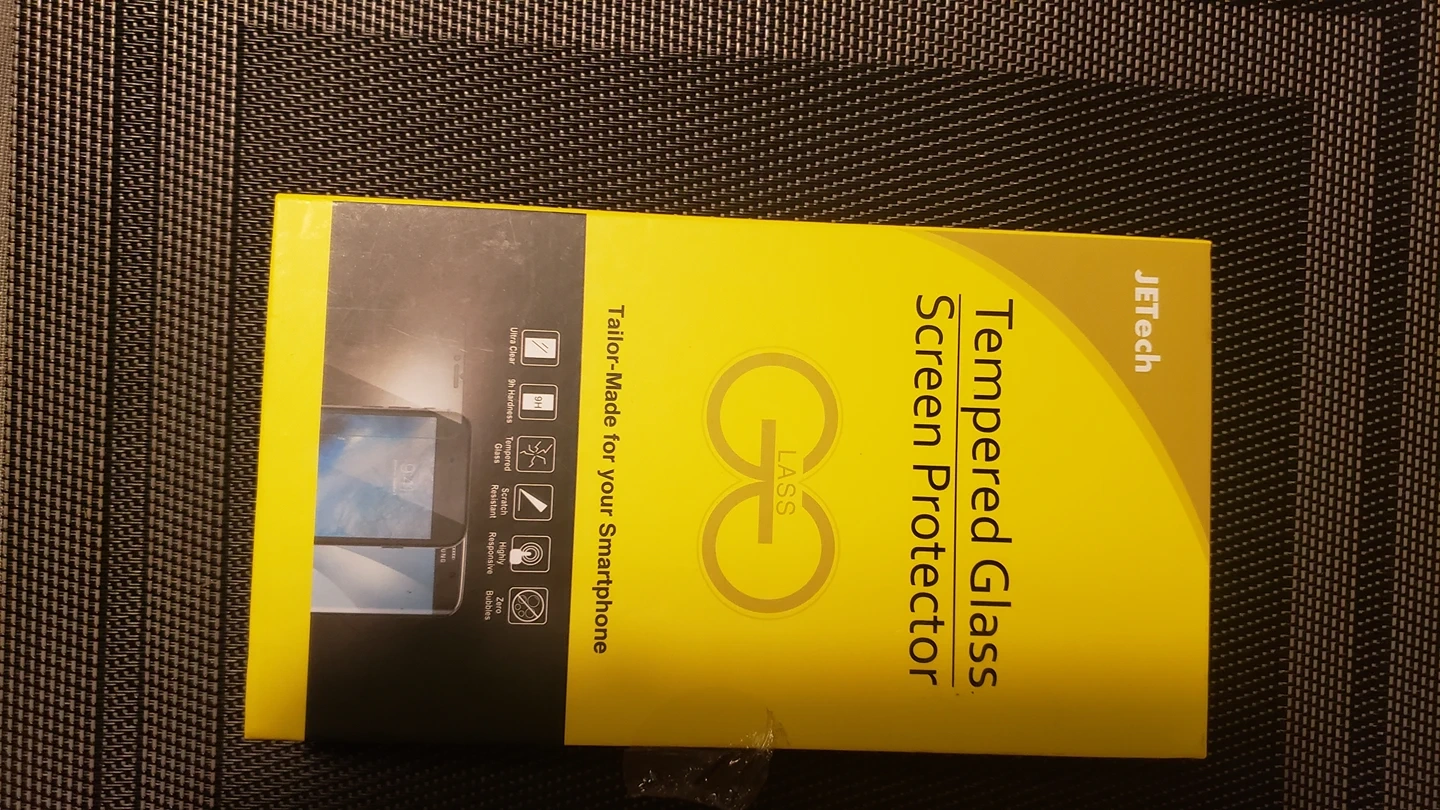 JETech
Tempered Glass
Screen Protector
G
LASS
Tailor-Made for your Smartphone
9H
Ultra Clear
9h Hardness
Tempered
Glass
Scratch
Resistant
Highly
Responsive
Zero
Bubbles